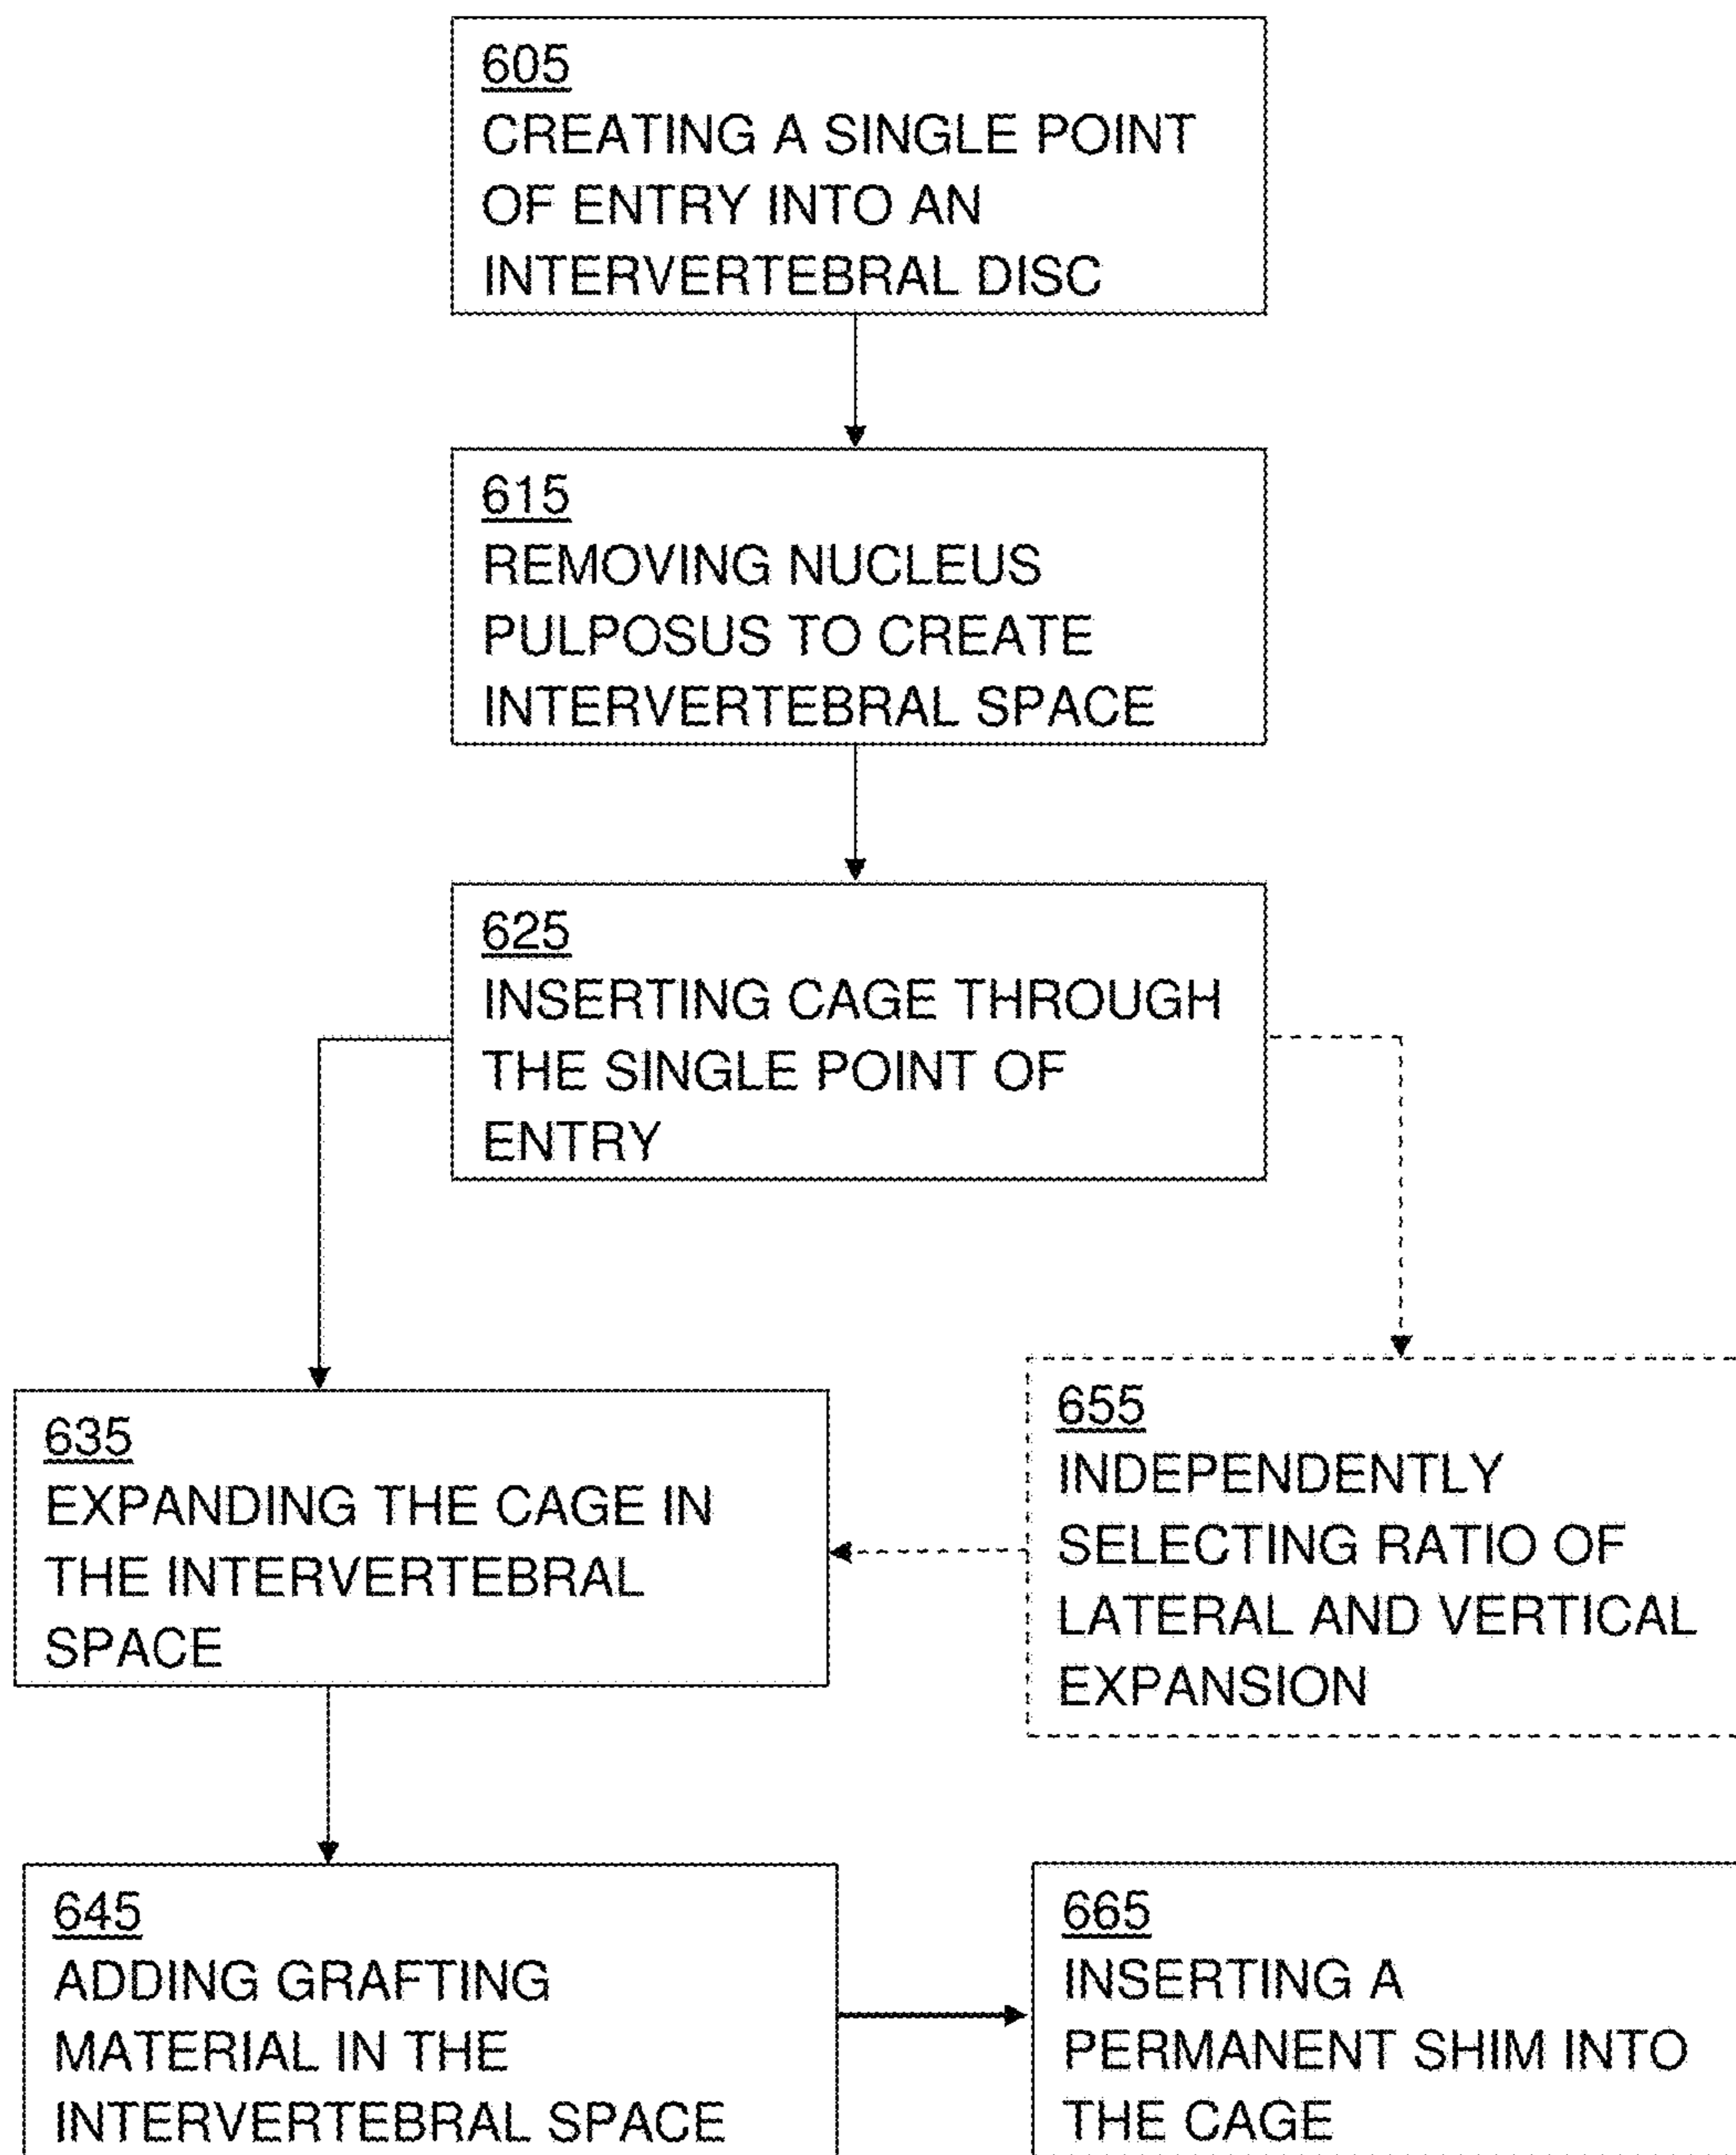 605
CREATING A SINGLE POINT
OF ENTRY INTO AN
INTERVERTEBRAL DISC
615
REMOVING NUCLEUS
PULPOSUS TO CREATE
INTERVERTEBRAL SPACE
625
INSERTING CAGE THROUGH
THE SINGLE POINT OF
ENTRY
635
EXPANDING THE CAGE IN
THE INTERVERTEBRAL
SPACE
655
INDEPENDENTLY
SELECTING RATIO OF
LATERAL AND VERTICAL
EXPANSION
645
ADDING GRAFTING
MATERIAL IN THE
INTERVERTEBRAL SPACE
665
INSERTING A
PERMANENT SHIM INTO
THE CAGE